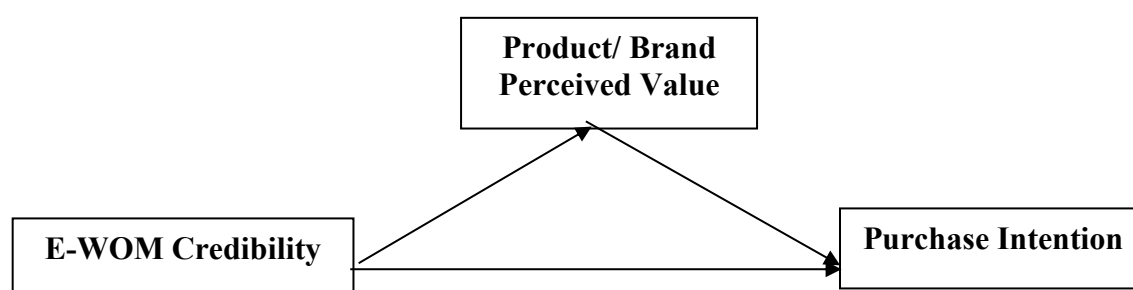 Product/ Brand
Perceived Value
E-WOM Credibility
Purchase Intention